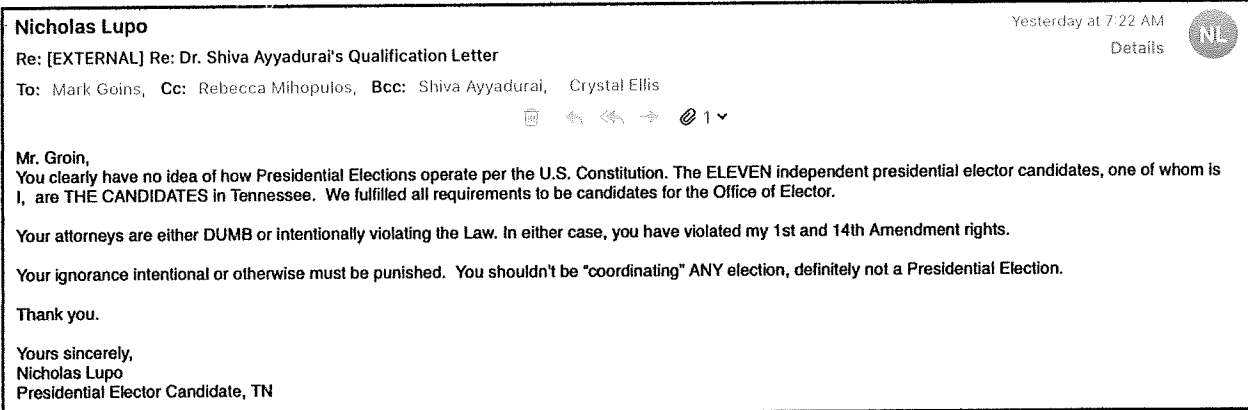 Nicholas Lupo
Yesterday at 7:22 AM
NL
Re: [EXTERNAL] Re: Dr. Shiva Ayyadurai's Qualification Letter
Details
To: Mark Goins, Cc: Rebecca Mihopulos, Bcc: Shiva Ayyadurai, Crystal Ellis
1
Mr. Groin,
You clearly have no idea of how Presidential Elections operate per the U.S. Constitution. The ELEVEN independent presidential elector candidates, one of whom is
I, are THE CANDIDATES in Tennessee. We fulfilled all requirements to be candidates for the Office of Elector.
Your attorneys are either DUMB or intentionally violating the Law. In either case, you have violated my 1st and 14th Amendment rights.
Your ignorance intentional or otherwise must be punished. You shouldn't be "coordinating" ANY election, definitely not a Presidential Election.
Thank you.
Yours sincerely,
Nicholas Lupo
Presidential Elector Candidate, TN